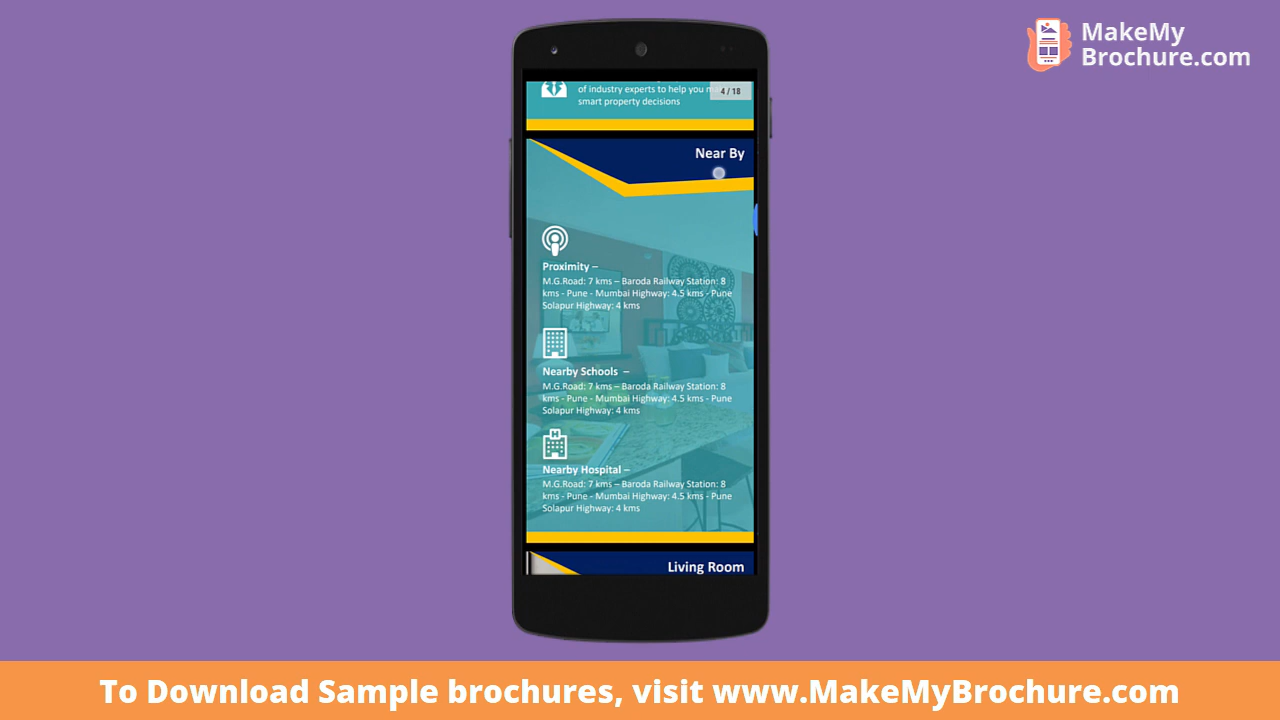 MakeMy
Brochure.com
of industry experts to help you
4 / 18
smart property decisions
Near By
Proximity –
M.G.Road: 7 kms – Baroda Railway Station: 8
kms - Pune - Mumbai Highway: 4.5 kms - Pune
Solapur Highway: 4 kms
Nearby Schools –
M.G.Road: 7 kms – Baroda Railway Station: 8
kms - Pune - Mumbai Highway: 4.5 kms - Pune
Solapur Highway: 4 kms
Nearby Hospital –
M.G.Road: 7 kms – Baroda Railway Station: 8
kms - Pune - Mumbai Highway: 4.5 kms - Pune
Solapur Highway: 4 kms
Living Room
To Download Sample brochures, visit www.MakeMyBrochure.com